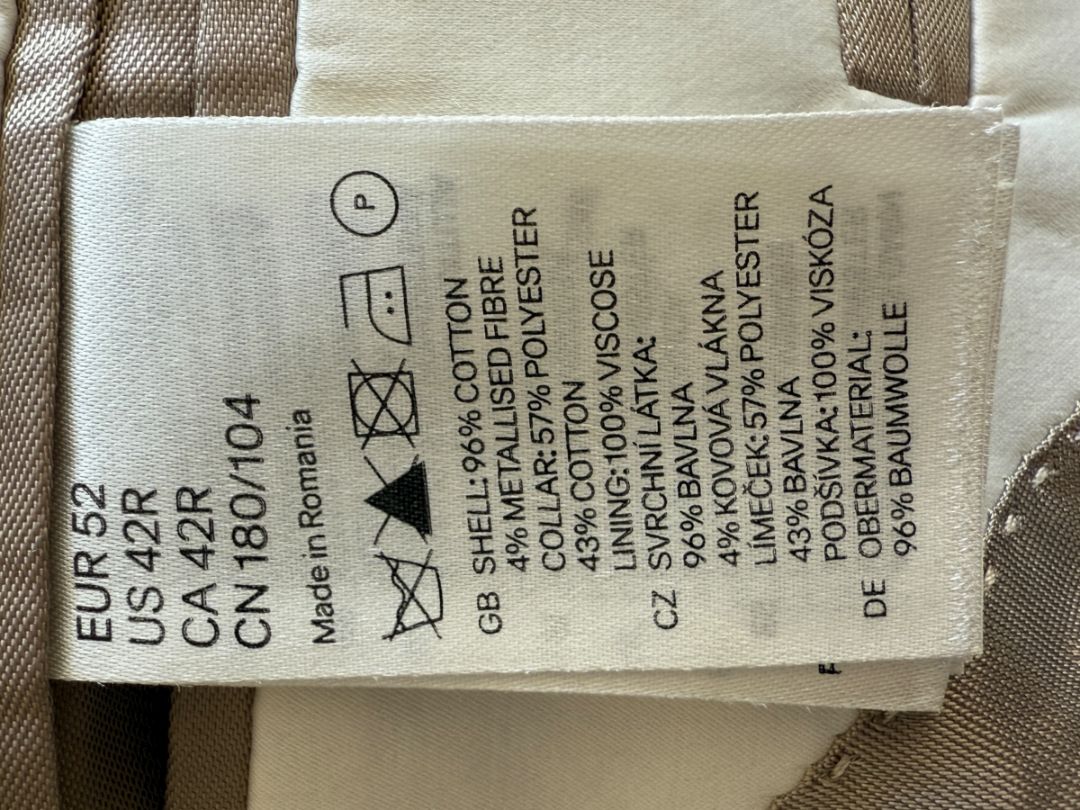 EUR 52
US 42R
CA 42R
CN 180/104
Made in Romania
P
GB SHELL: 96% COTTON
4% METALLISED FIBRE
COLLAR: 57% POLYESTER
43% COTTON
LINING: 100% VISCOSE
CZ SVRCHNÍ LÁTKA:
96% BAVLNA
4% KOVOVÁ VLÁKNA
LÍMEČEK: 57% POLYESTER
43% BAVLNA
PODŠÍVKA: 100% VISKÓZA
DE OBERMATERIAL:
96% BAUMWOLLE